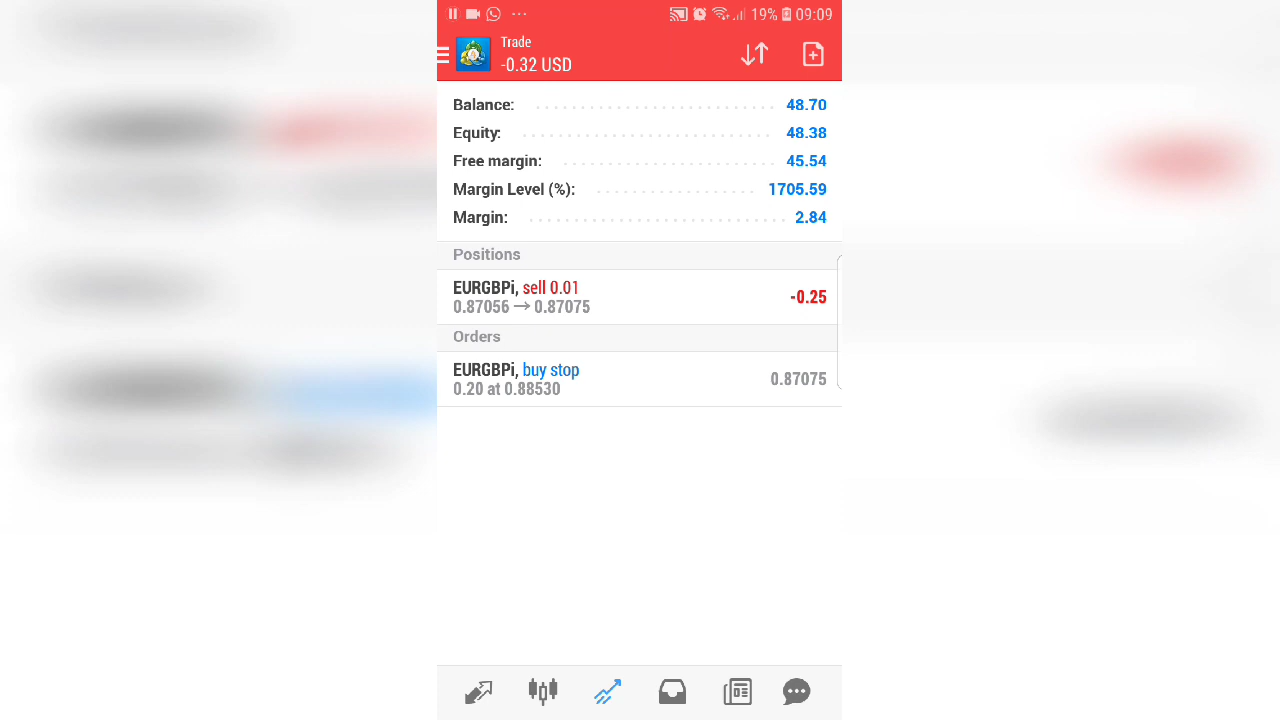 19% 09:09
Trade
-0.32 USD
Balance: 48.70
Equity: 48.38
Free margin: 45.54
Margin Level (%): 1705.59
Margin: 2.84
Positions
EURGBPi, sell 0.01
0.87056 → 0.87075 -0.25
Orders
EURGBPi, buy stop
0.20 at 0.88530 0.87075